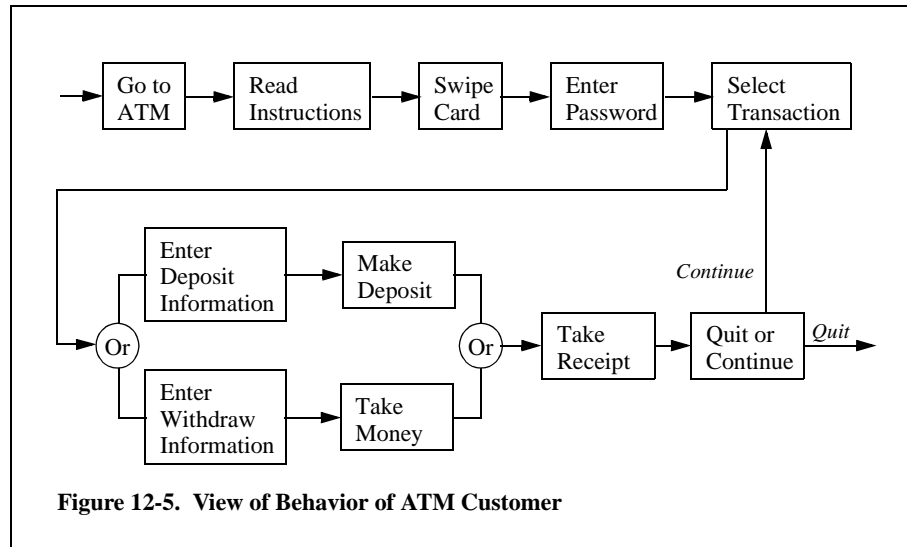 Go to
ATM
Read
Instructions
Swipe
Card
Enter
Password
Select
Transaction
Enter
Deposit
Information
Make
Deposit
Continue
Or
Or
Take
Receipt
Quit or
Continue
Quit
Enter
Withdraw
Information
Take
Money
Figure 12-5. View of Behavior of ATM Customer